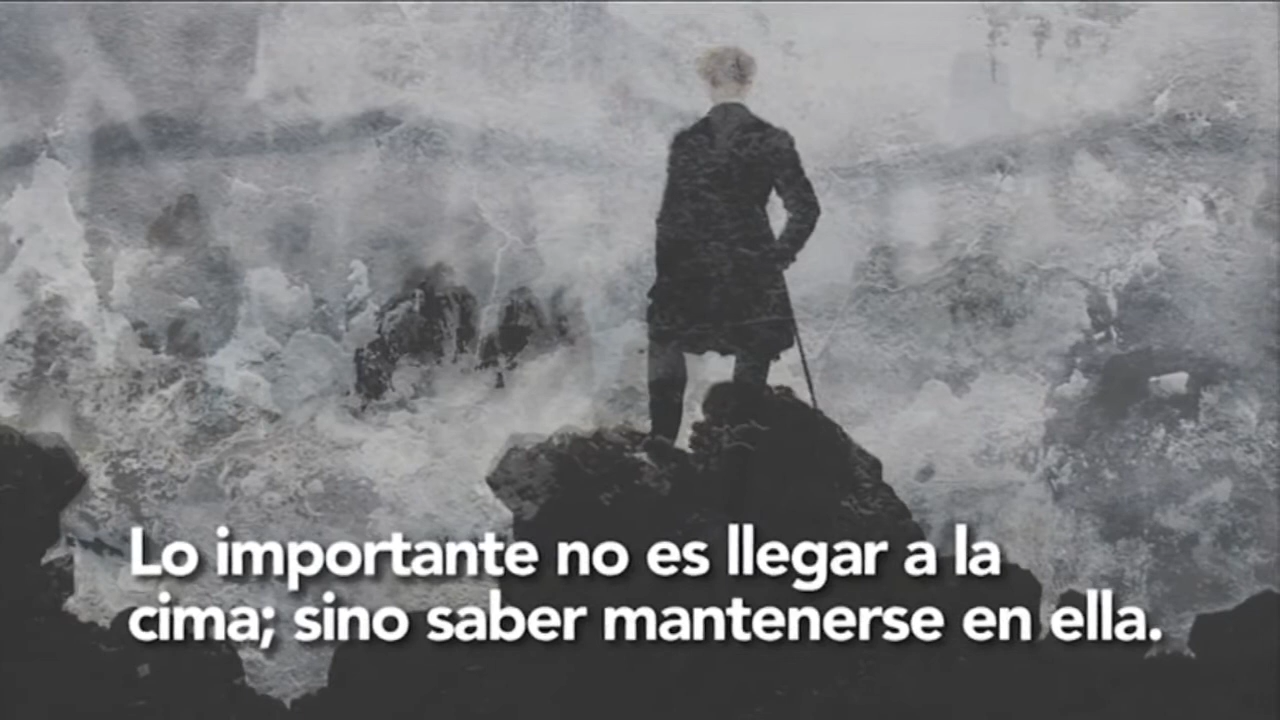 Lo importante no es llegar a la
cima; sino saber mantenerse en ella.